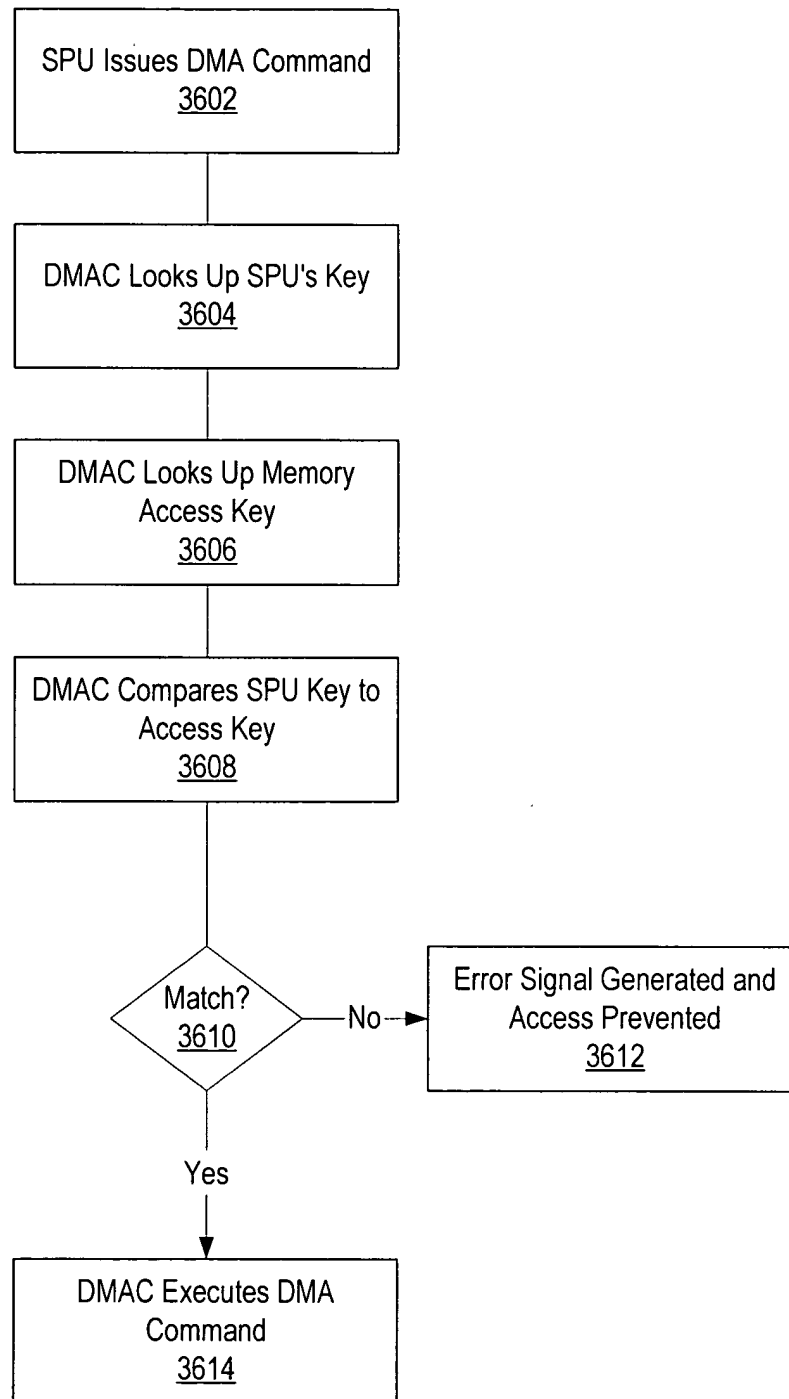 SPU Issues DMA Command
3602
DMAC Looks Up SPU's Key
3604
DMAC Looks Up Memory
Access Key
3606
DMAC Compares SPU Key to
Access Key
3608
Match?
3610
No
Error Signal Generated and
Access Prevented
3612
Yes
DMAC Executes DMA
Command
3614